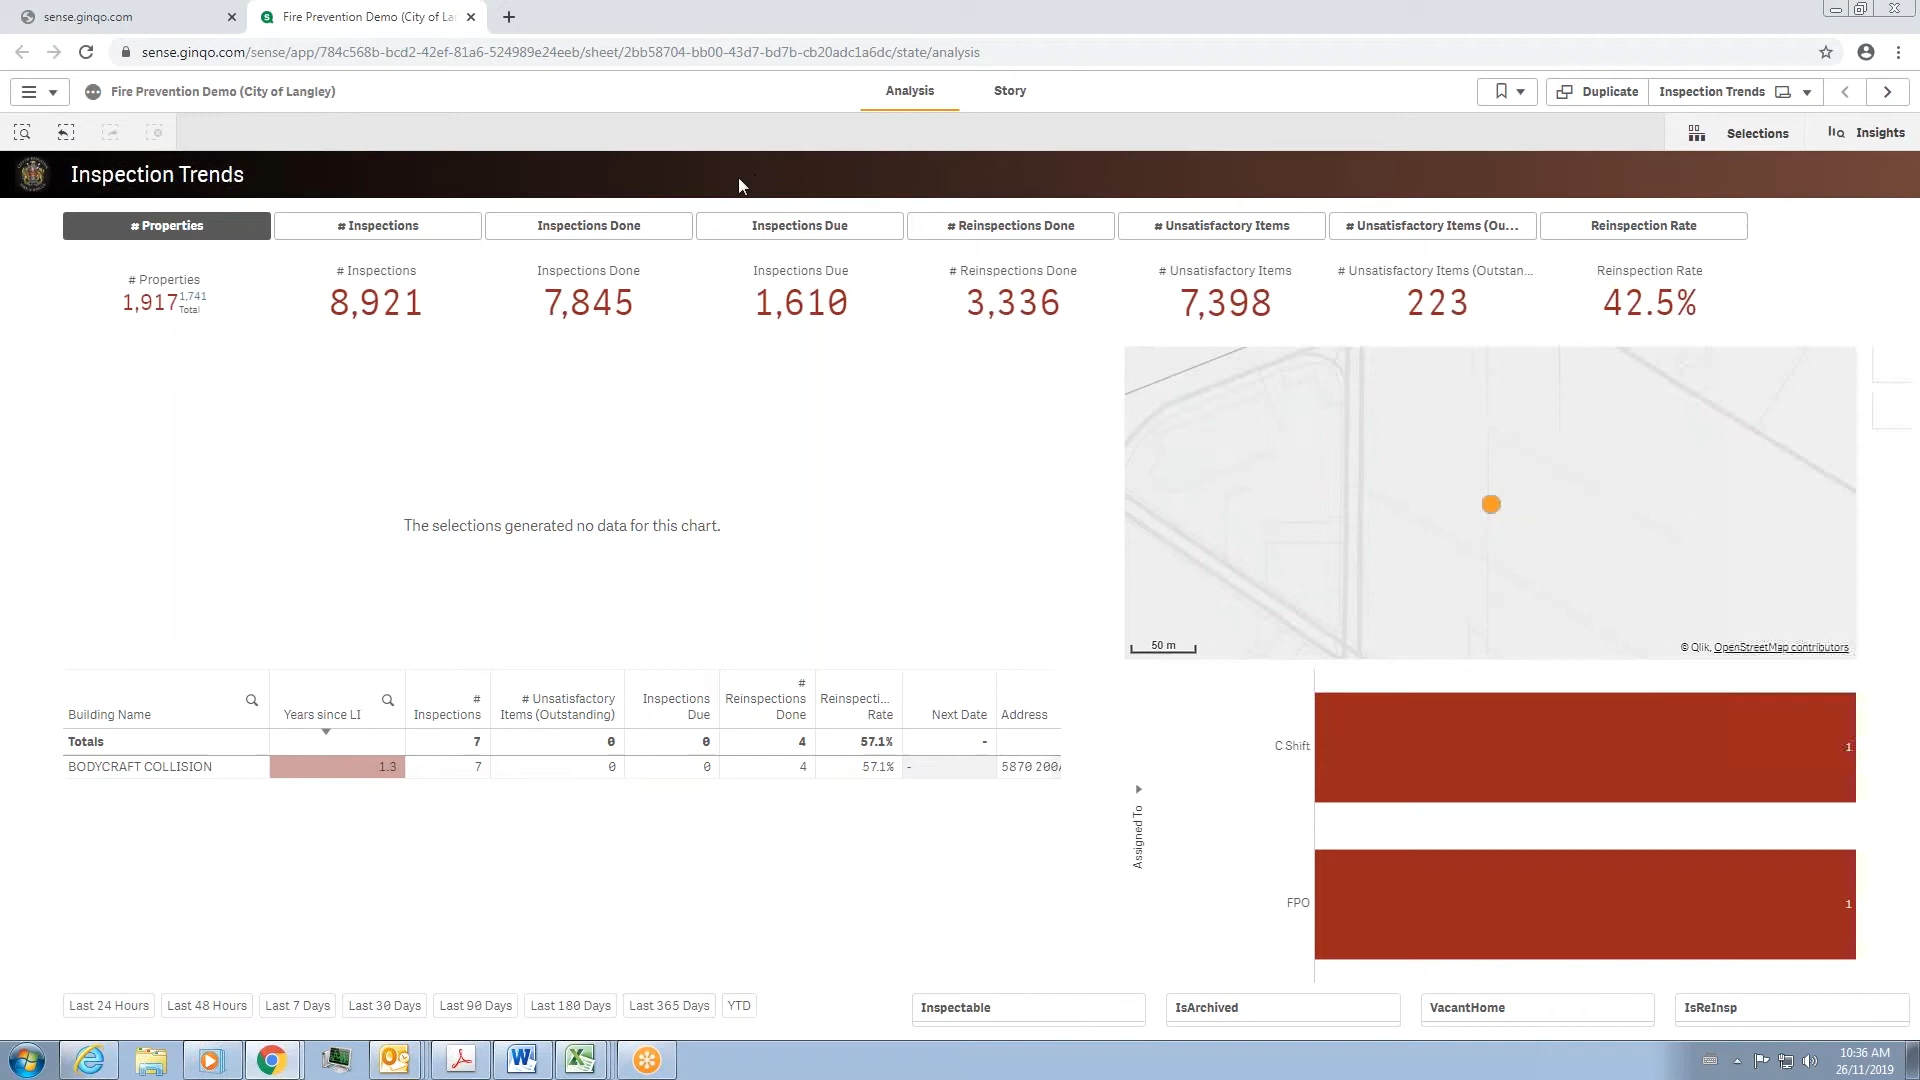 sense.ginqo.com
Fire Prevention Demo (City of Lan
sense.ginqo.com/sense/app/784c568b-bcd2-42ef-81a6-524989e24eeb/sheet/2bb58704-bb00-43d7-bd7b-cb20adc1a6dc/state/analysis
Fire Prevention Demo (City of Langley)
Analysis
Story
Duplicate
Inspection Trends
Selections
Insights
Inspection Trends
# Properties
# Inspections
Inspections Done
Inspections Due
# Reinspections Done
# Unsatisfactory Items
# Unsatisfactory Items (Ou...
Reinspection Rate
# Properties
1,917 1,741 Total
# Inspections
8,921
Inspections Done
7,845
Inspections Due
1,610
# Reinspections Done
3,336
# Unsatisfactory Items
7,398
# Unsatisfactory Items (Outstan...
223
Reinspection Rate
42.5%
The selections generated no data for this chart.
50 m
© Qlik, OpenStreetMap contributors
Building Name
Years since LI
# Inspections
# Unsatisfactory Items (Outstanding)
Inspections Due
# Reinspections Done
Reinspecti... Rate
Next Date
Address
Totals 7 0 0 4 57.1% -
BODYCRAFT COLLISION 1.3 7 0 0 4 57.1% - 5870 200A
Assigned To
C Shift
1
FPO
1
Last 24 Hours
Last 48 Hours
Last 7 Days
Last 30 Days
Last 90 Days
Last 180 Days
Last 365 Days
YTD
Inspectable
IsArchived
VacantHome
IsReInsp
10:36 AM
26/11/2019